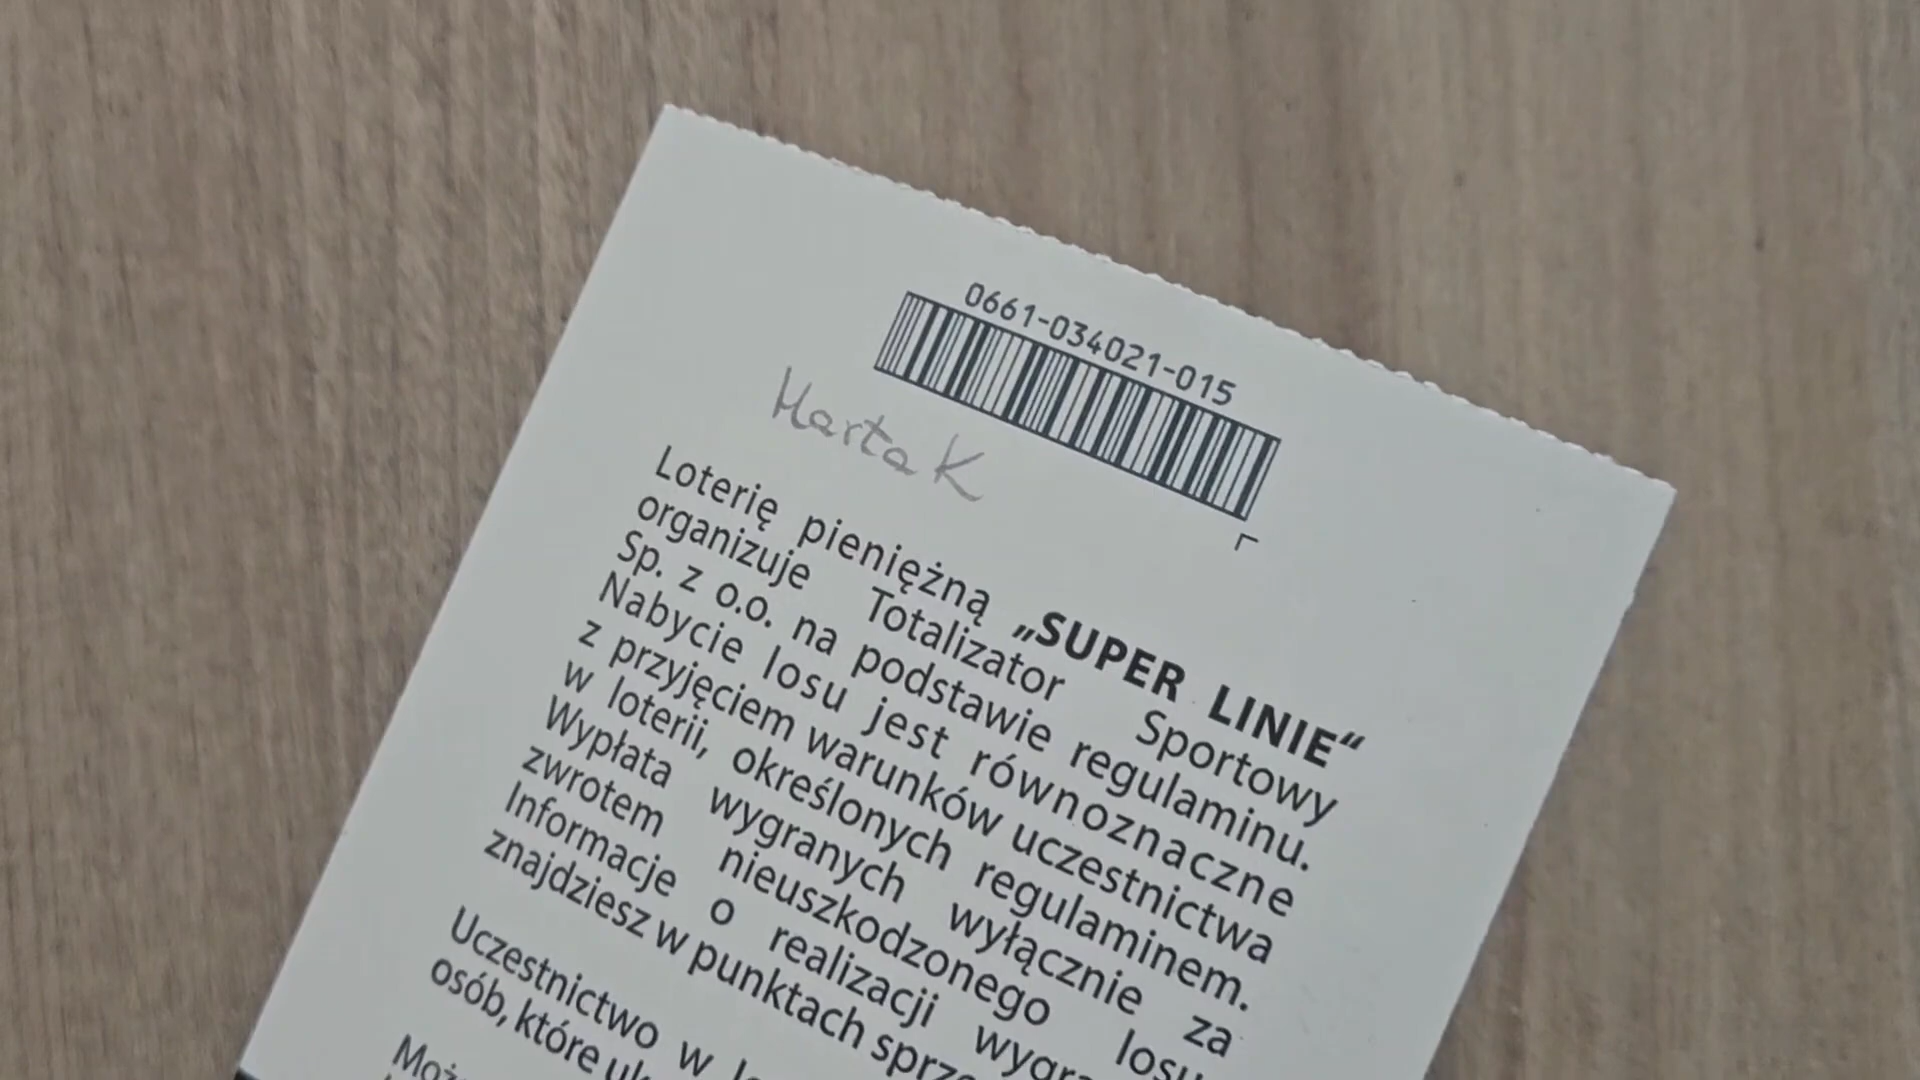 0661-034021-015
Marta K
Loterię pieniężną „SUPER LINIE“
organizuje Totalizator Sportowy
Sp. z o.o. na podstawie regulaminu.
Nabycie losu jest równoznaczne
z przyjęciem warunków uczestnictwa
w loterii, określonych regulaminem.
Wypłata wygranych wyłącznie za
zwrotem nieuszkodzonego losu
Informacje o realizacji
znajdziesz w punktach
Uczestnictwo w
osób, które